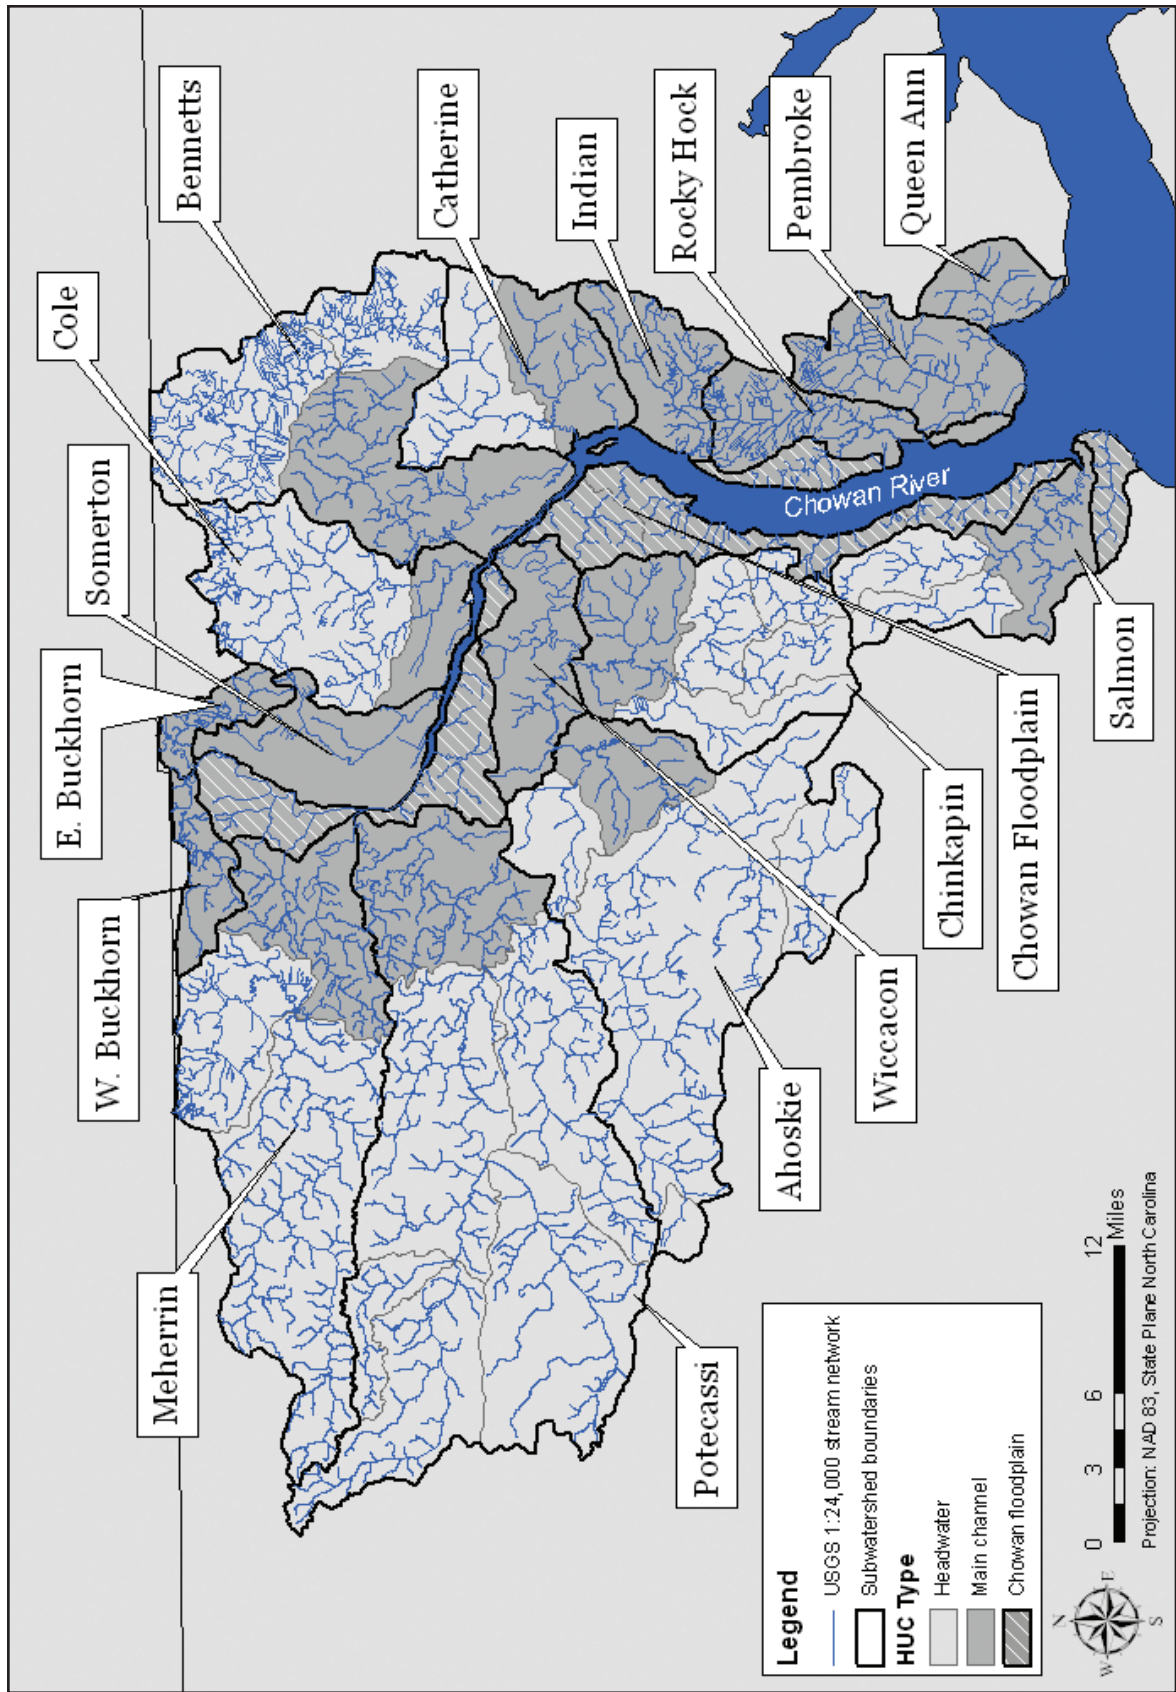 Cole
Bennetts
Somerton
E. Buckhorn
W. Buckhorn
Catherine
Indian
Rocky Hock
Pembroke
Queen Ann
Meherrin
Chowan River
Potecassi
Ahoskie
Wiccacon
Chinkapin
Chowan Floodplain
Salmon
Legend
USGS 1:24,000 stream network
Subwatershed boundaries
HUC Type
Headwater
Main channel
Chowan floodplain
N
W
E
S
0 3 6 12
Miles
Projection: NAD 83, State Plane North Carolina